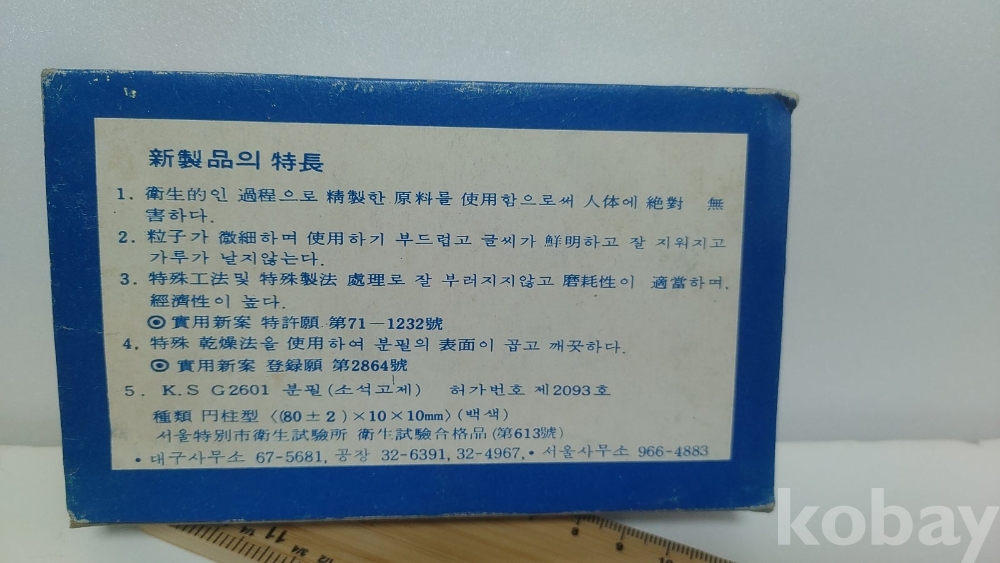 新製品의 特長
1. 衛生的인 過程으로 精製한 原料를 使用함으로써 人体에 絶對 無
害하다.
2. 粒子가 微細하며 使用하기 부드럽고 글씨가 鮮明하고 잘 지워지고
가루가 날지않는다.
3. 特殊工法및 特殊製法 處理로 잘 부러지지않고 磨耗性이 適當하며,
經濟性이 높다.
◉ 實用新案 特許願 第71-1232號
4. 特殊 乾燥法을 使用하여 분필의 表面이 곱고 깨끗하다.
◉ 實用新案 登録願 第2864號
5. K.S G2601 분필(소석고제) 허가번호 제2093호
種類 円柱型 〈(80±2)×10×10mm〉(백색)
서울特別市衛生試驗所 衛生試驗合格品(第613號)
• 대구사무소 67-5681, 공장 32-6391, 32-4967, • 서울사무소 966-4883
11 1/4
1/2 3/4
8 9 10
kobay